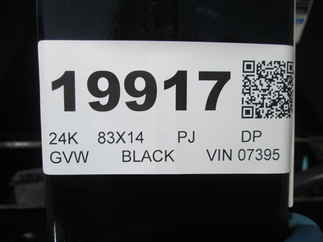 19917
24K 83X14 PJ DP
GVW BLACK VIN 07395